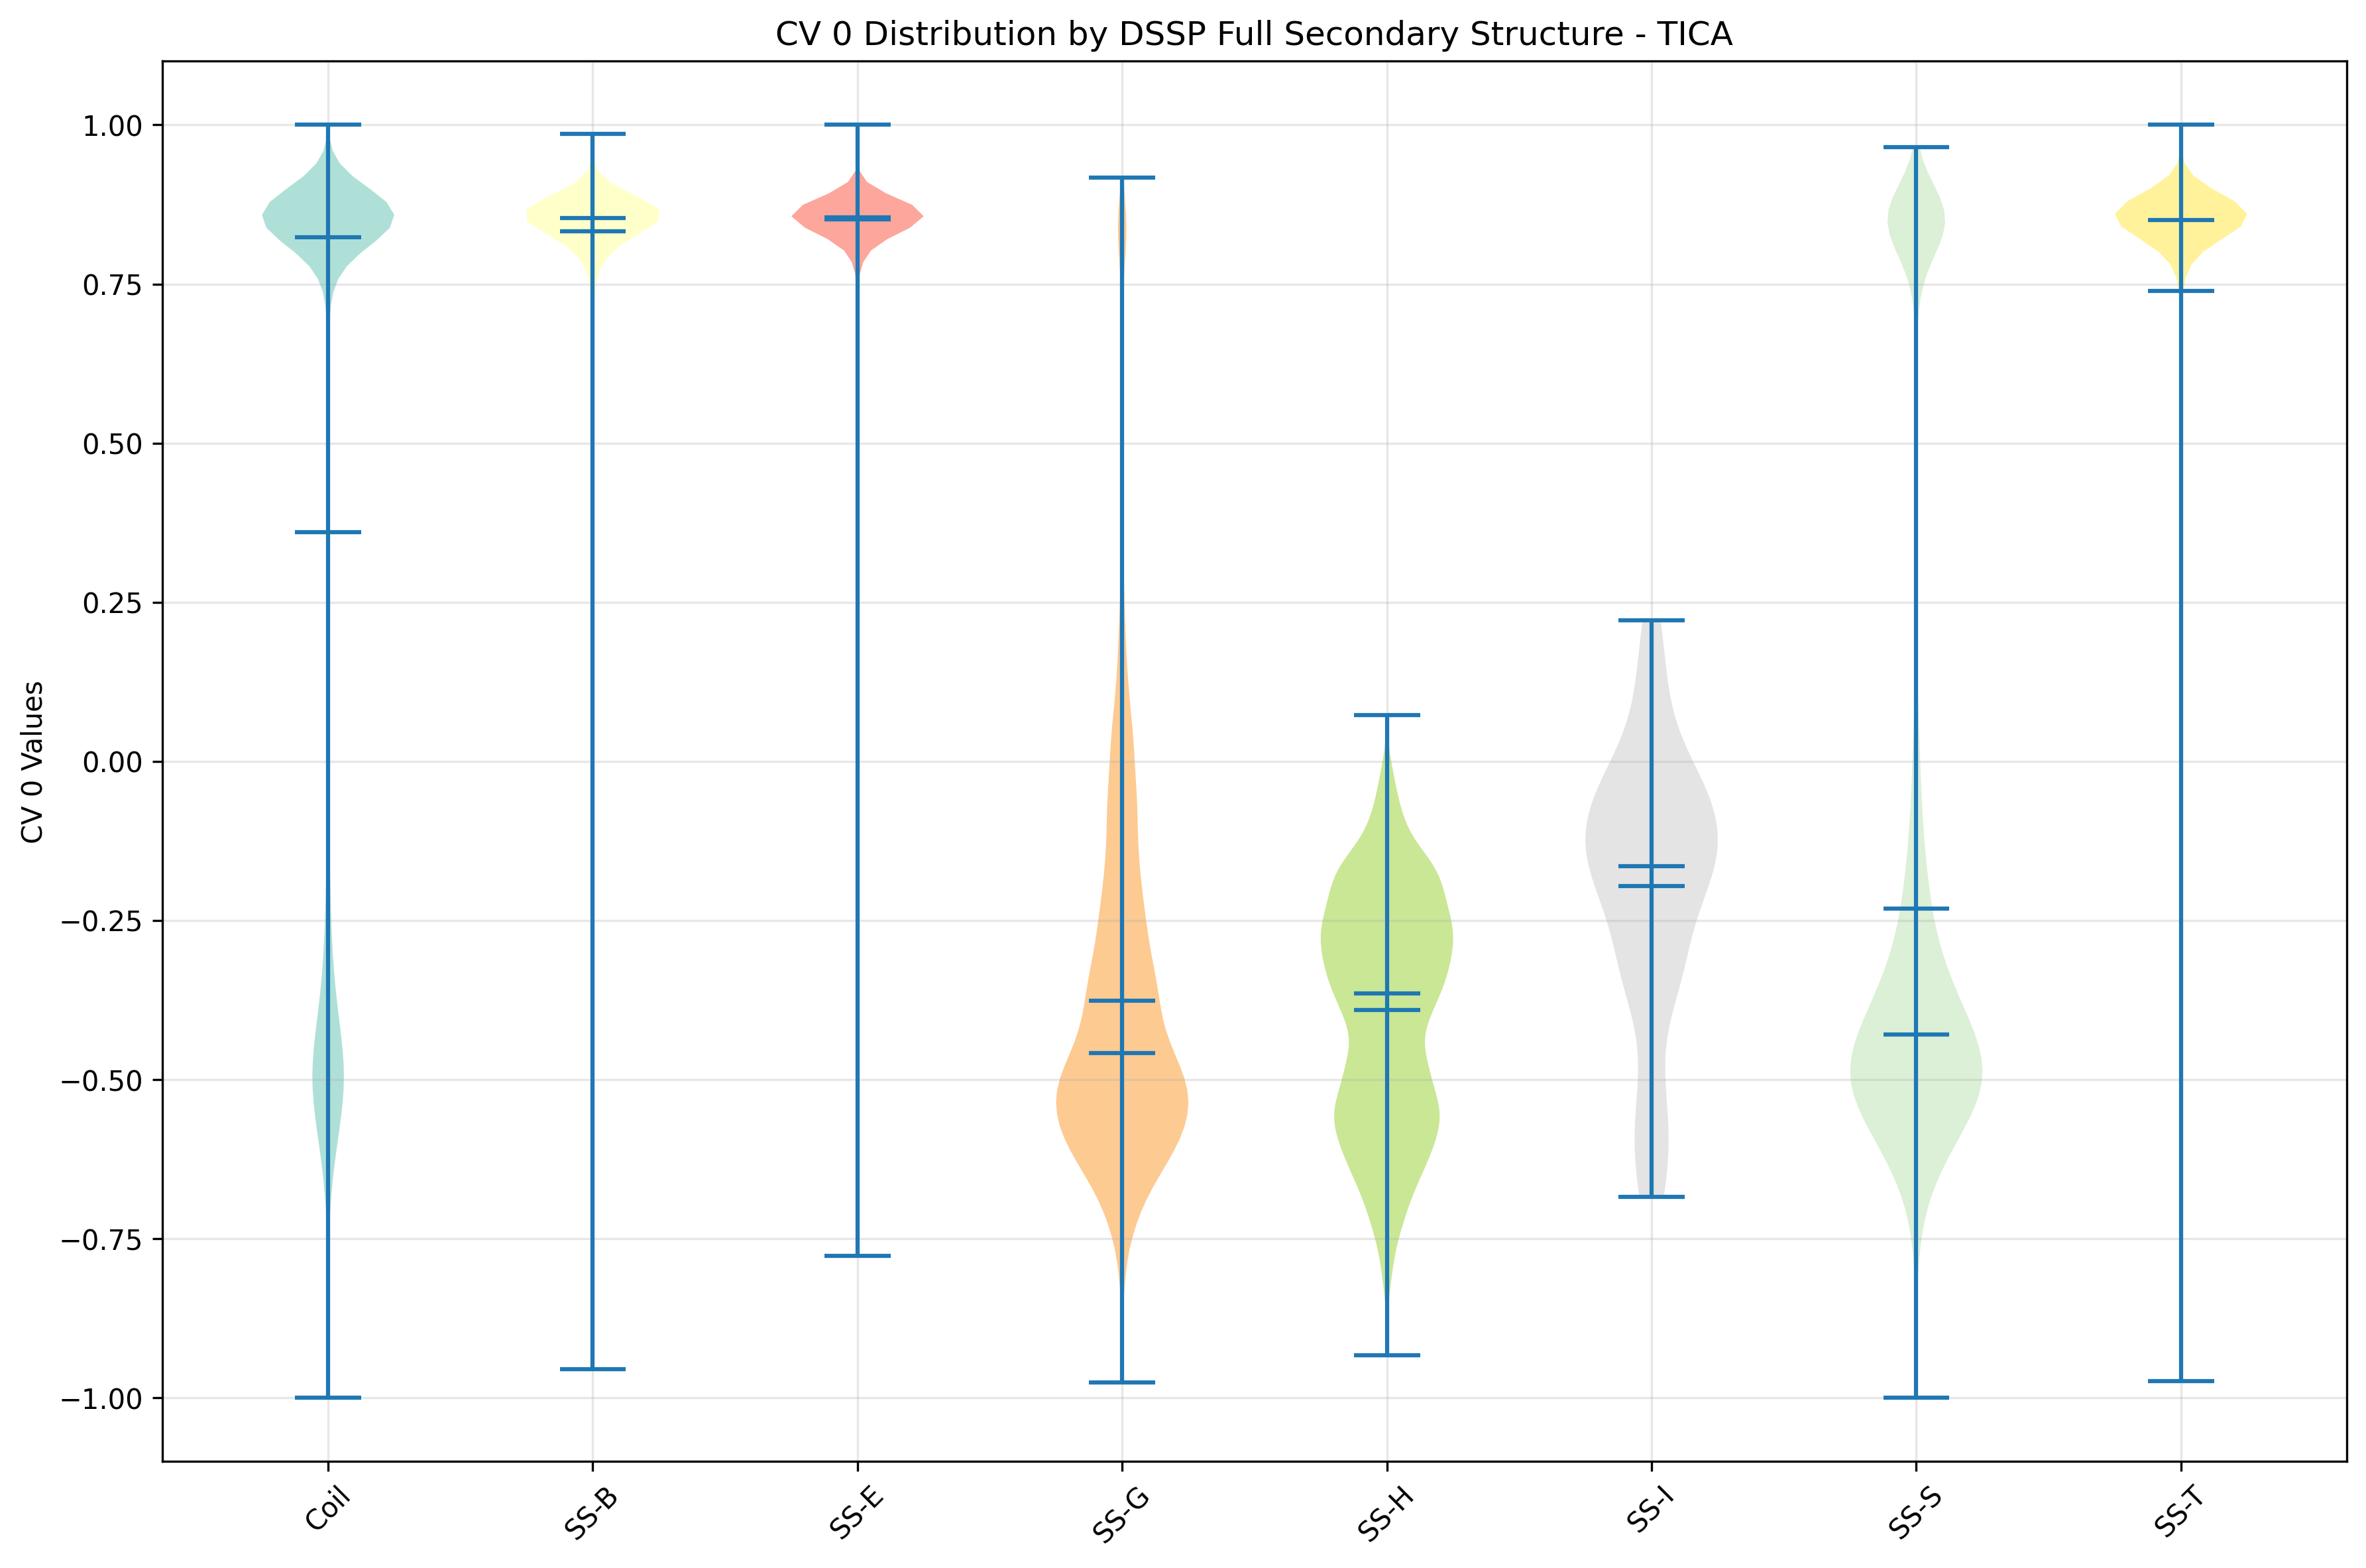 CV 0 Distribution by DSSP Full Secondary Structure - TICA
1.00
0.75
0.50
0.25
0.00
−0.25
−0.50
−0.75
−1.00
CV 0 Values
Coil
SS-B
SS-E
SS-G
SS-H
SS-I
SS-S
SS-T